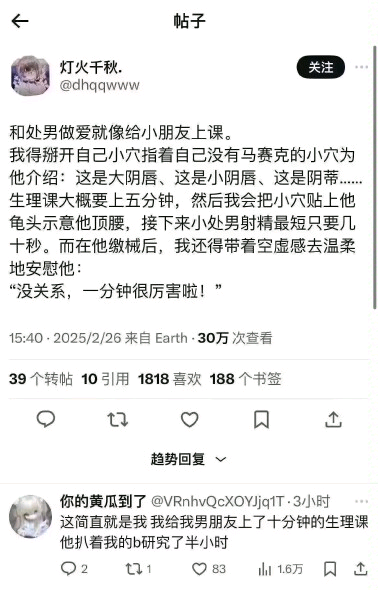 帖子
灯火千秋.
关注
@dhqqwww
和处男做爱就像给小朋友上课。
我得掰开自己小穴指着自己没有马赛克的小穴为
他介绍：这是大阴唇、这是小阴唇、这是阴蒂……
生理课大概要上五分钟，然后我会把小穴贴上他
龟头示意他顶腰，接下来小处男射精最短只要几
十秒。而在他缴械后，我还得带着空虚感去温柔
地安慰他：
“没关系，一分钟很厉害啦！”
15:40 · 2025/2/26 来自 Earth · 30万 次查看
39 个转帖 10 引用 1818 喜欢 188 个书签
趋势回复
你的黄瓜到了 @VRnhvQcXOYJjq1T · 3小时
这简直就是我 我给我男朋友上了十分钟的生理课
他扒着我的b研究了半小时
2 1 83 1.6万